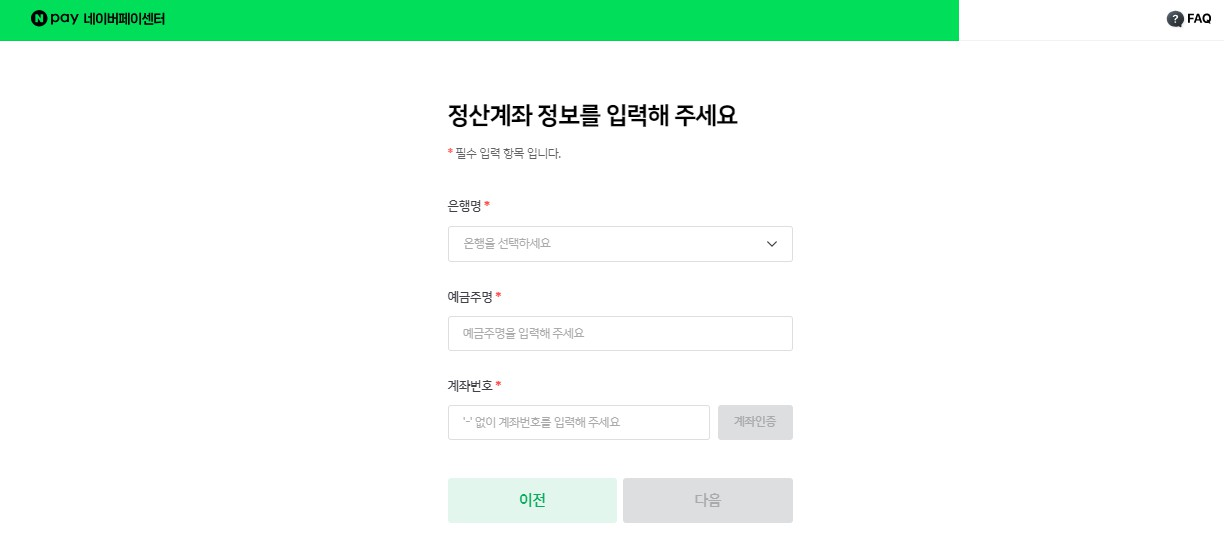 N pay 네이버페이센터
? FAQ
정산계좌 정보를 입력해 주세요
* 필수 입력 항목 입니다.
은행명 *
은행을 선택하세요
예금주명 *
예금주명을 입력해 주세요
계좌번호 *
'-' 없이 계좌번호를 입력해 주세요
계좌인증
이전
다음